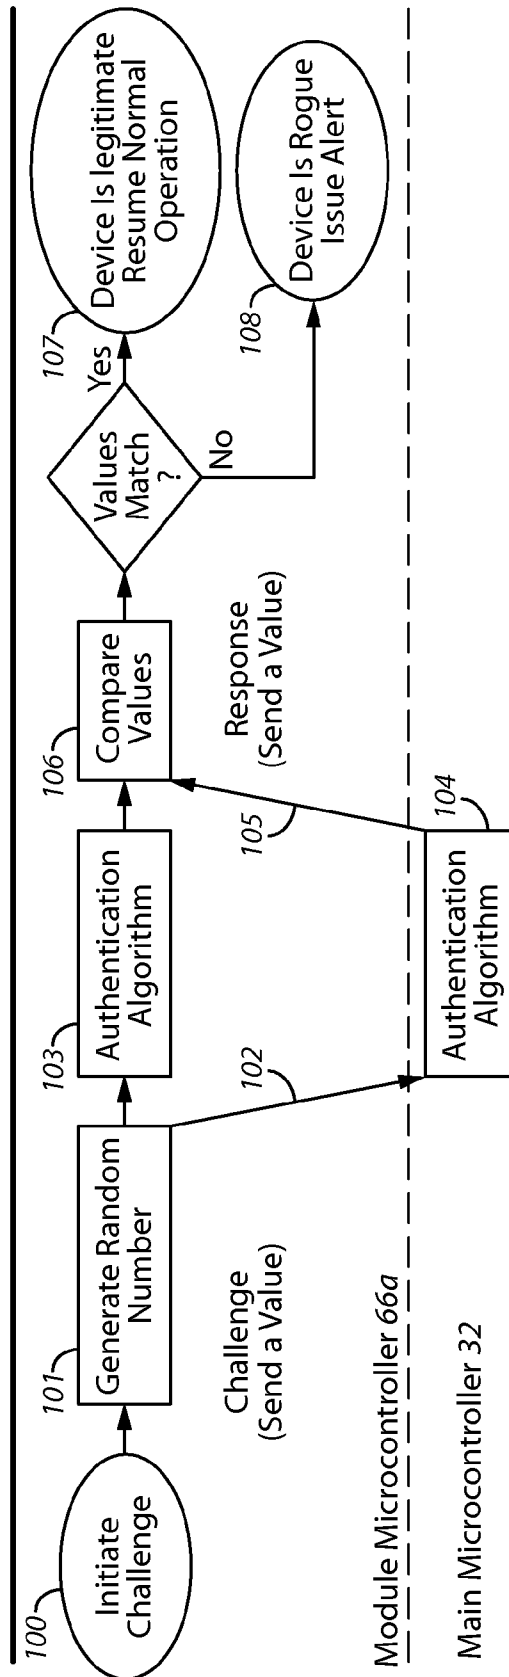 100
Initiate
Challenge
101
Generate Random
Number
Challenge
(Send a Value)
102
103
Authentication
Algorithm
104
Authentication
Algorithm
105
Response
(Send a Value)
106
Compare
Values
Values
Match
?
Yes
No
107
Device Is legitimate
Resume Normal
Operation
108
Device Is Rogue
Issue Alert
Module Microcontroller 66a
Main Microcontroller 32